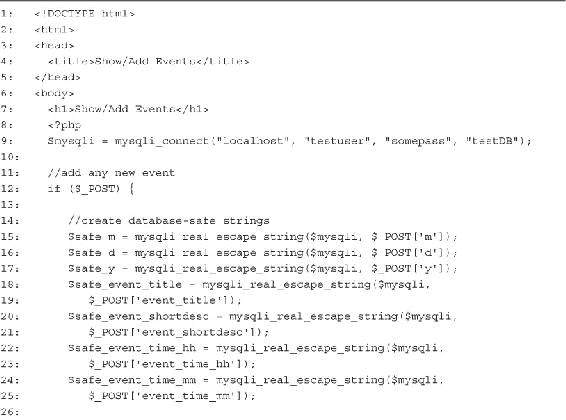 1: <!DOCTYPE html>
2: <html>
3: <head>
4: <title>Show/Add Events</title>
5: </head>
6: <body>
7: <h1>Show/Add Events</h1>
8: <?php
9: $mysqli = mysqli_connect("localhost", "testuser", "somepass", "testDB");
10:
11: //add any new event
12: if ($_POST) {
13:
14: //create database-safe strings
15: $safe_m = mysqli_real_escape_string($mysqli, $_POST['m']);
16: $safe_d = mysqli_real_escape_string($mysqli, $_POST['d']);
17: $safe_y = mysqli_real_escape_string($mysqli, $_POST['y']);
18: $safe_event_title = mysqli_real_escape_string($mysqli,
19: $_POST['event_title']);
20: $safe_event_shortdesc = mysqli_real_escape_string($mysqli,
21: $_POST['event_shortdesc']);
22: $safe_event_time_hh = mysqli_real_escape_string($mysqli,
23: $_POST['event_time_hh']);
24: $safe_event_time_mm = mysqli_real_escape_string($mysqli,
25: $_POST['event_time_mm']);
26: